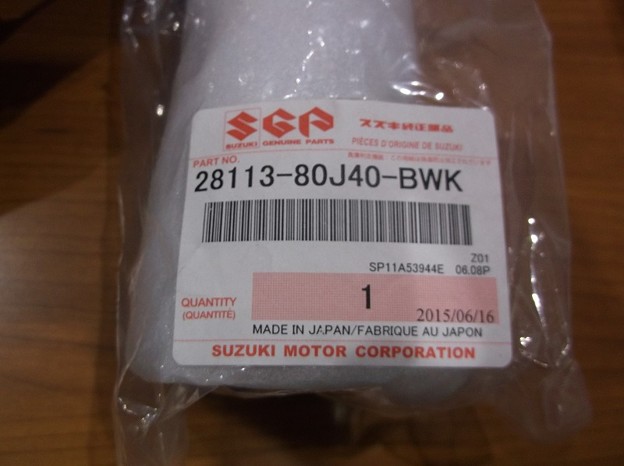 SGP
SUZUKI GENUINE PARTS
スズキ純正部品
PIÈCES D'ORIGINE DE SUZUKI
PART NO.
28113-80J40-BWK
Z01
SP11A53944E 06.08P
QUANTITY
(QUANTITÉ)
1
2015/06/16
MADE IN JAPAN/FABRIQUE AU JAPON
SUZUKI MOTOR CORPORATION